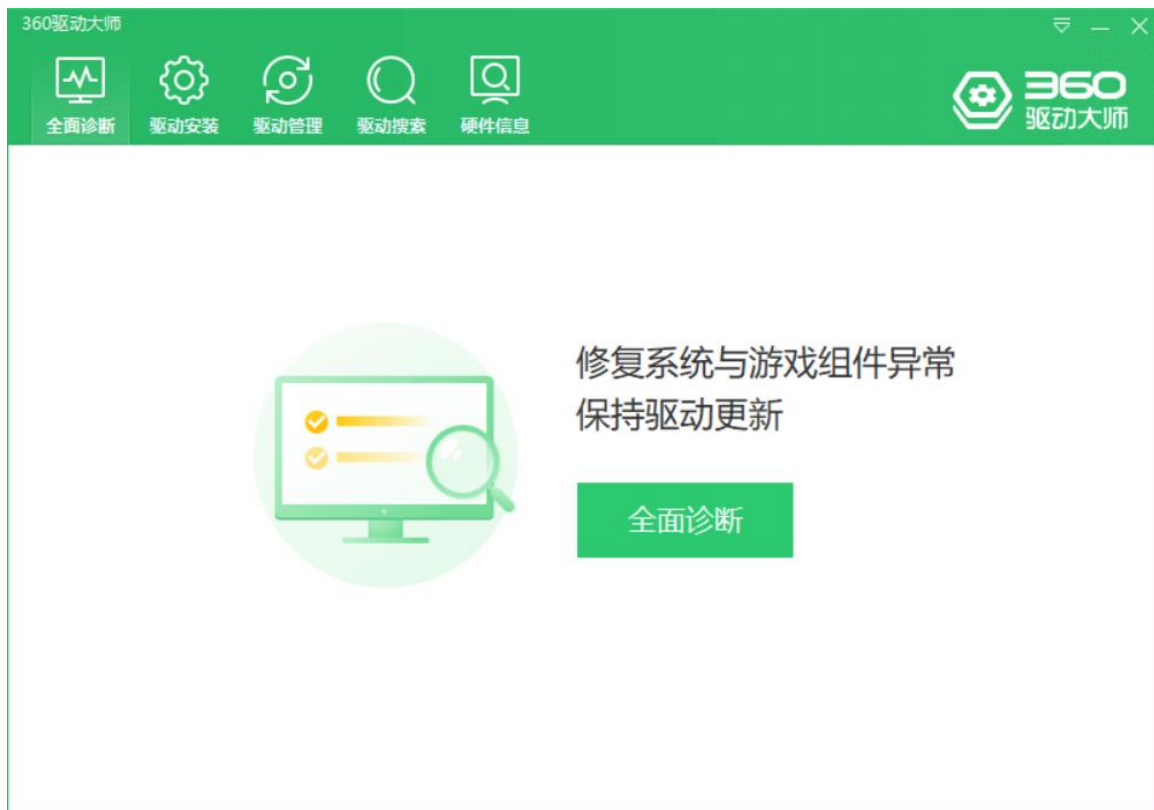 360驱动大师
全面诊断
驱动安装
驱动管理
驱动搜索
硬件信息
360
驱动大师
修复系统与游戏组件异常
保持驱动更新
全面诊断